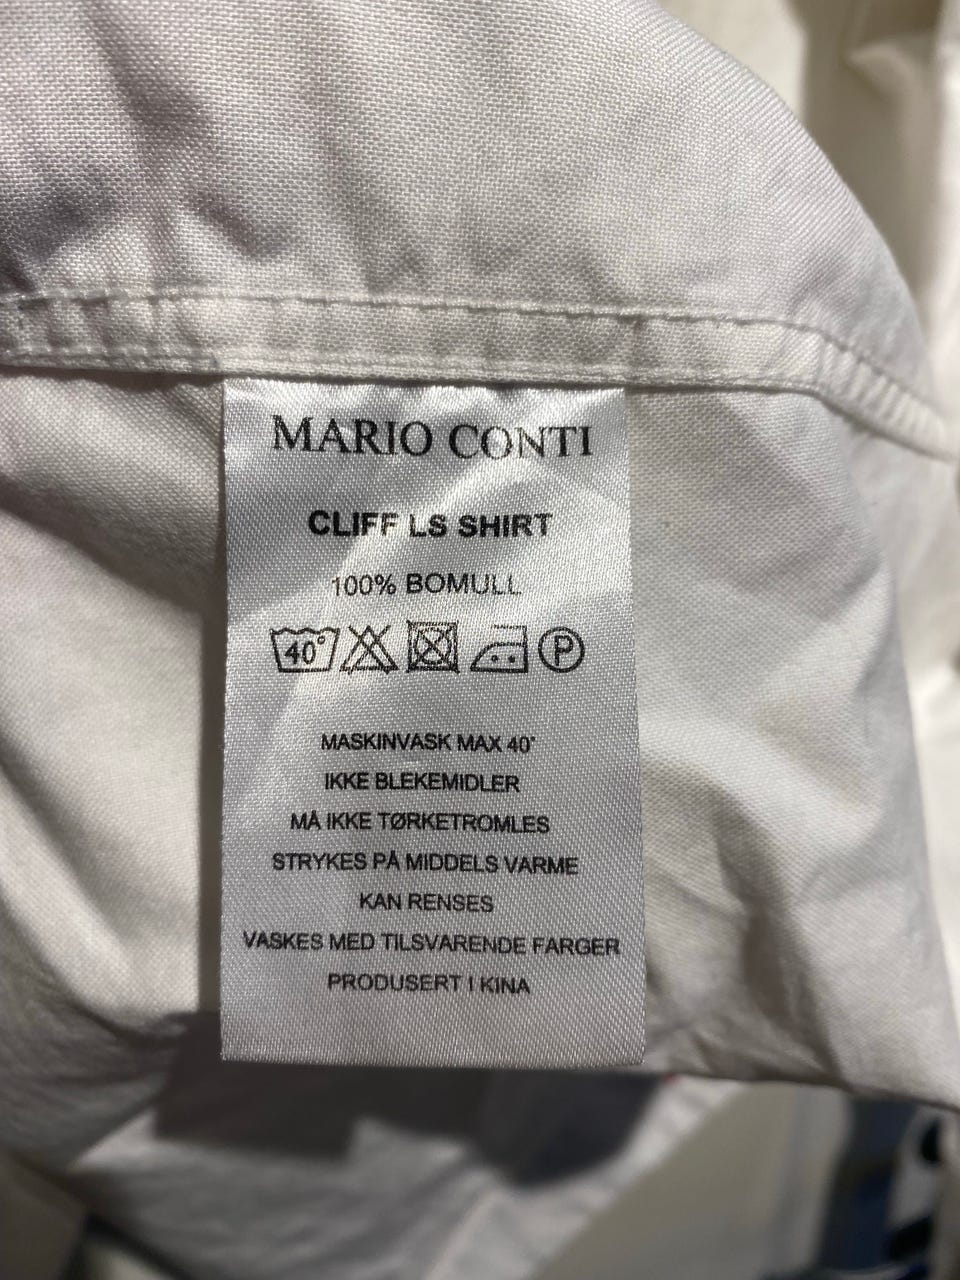 MARIO CONTI
CLIFF LS SHIRT
100% BOMULL
40° P
MASKINVASK MAX 40°
IKKE BLEKEMIDLER
MÅ IKKE TØRKETROMLES
STRYKES PÅ MIDDELS VARME
KAN RENSES
VASKES MED TILSVARENDE FARGER
PRODUSERT I KINA